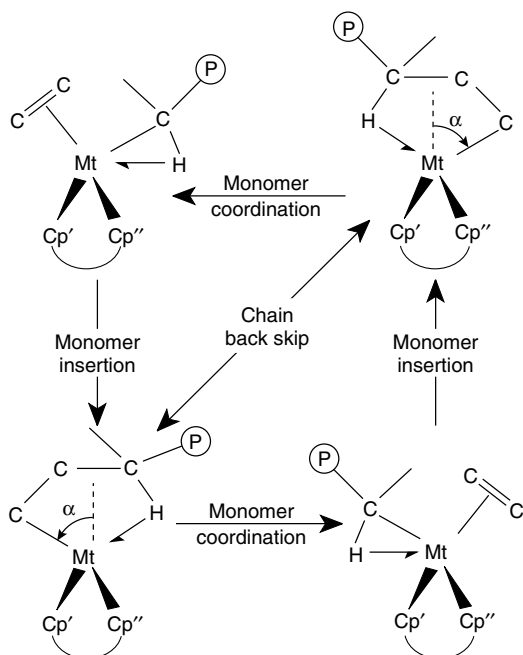 P
P
C
C
C
C
C
H
α
C
H
Mt
Mt
Monomer
coordination
Cp′ Cp″
Cp′ Cp″
Monomer
insertion
Chain
back skip
Monomer
insertion
P
P
C
C
C
C
α
H
C
C
Monomer
coordination
H
Mt
Mt
Cp′ Cp″
Cp′ Cp″